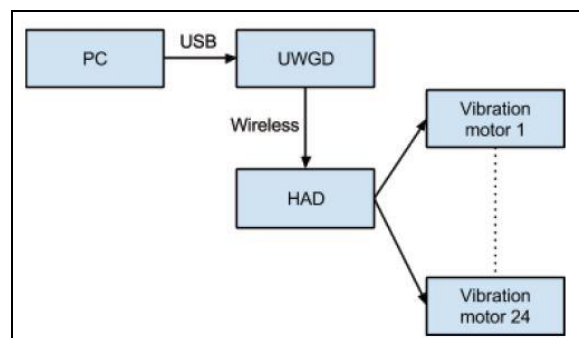 PC
USB
UWGD
Wireless
HAD
Vibration
motor 1
Vibration
motor 24